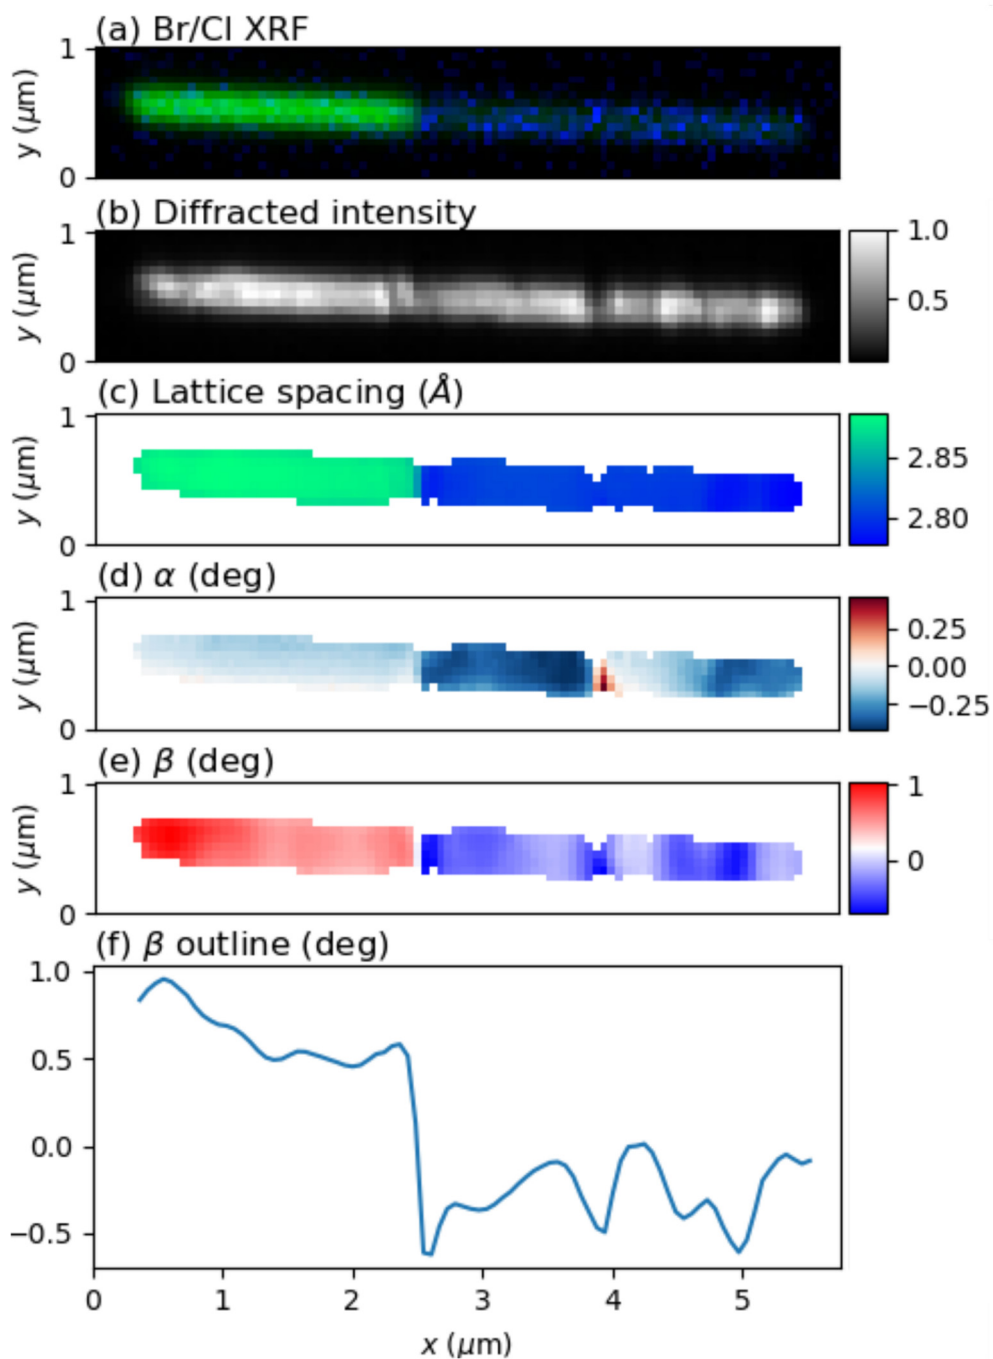 (a) Br/Cl XRF
1
y (μm)
0
(b) Diffracted intensity
1
y (μm)
0
1.0
0.5
(c) Lattice spacing (Å)
1
y (μm)
0
2.85
2.80
(d) α (deg)
1
y (μm)
0
0.25
0.00
−0.25
(e) β (deg)
1
y (μm)
0
1
0
(f) β outline (deg)
1.0
0.5
0.0
−0.5
0 1 2 3 4 5
x (μm)